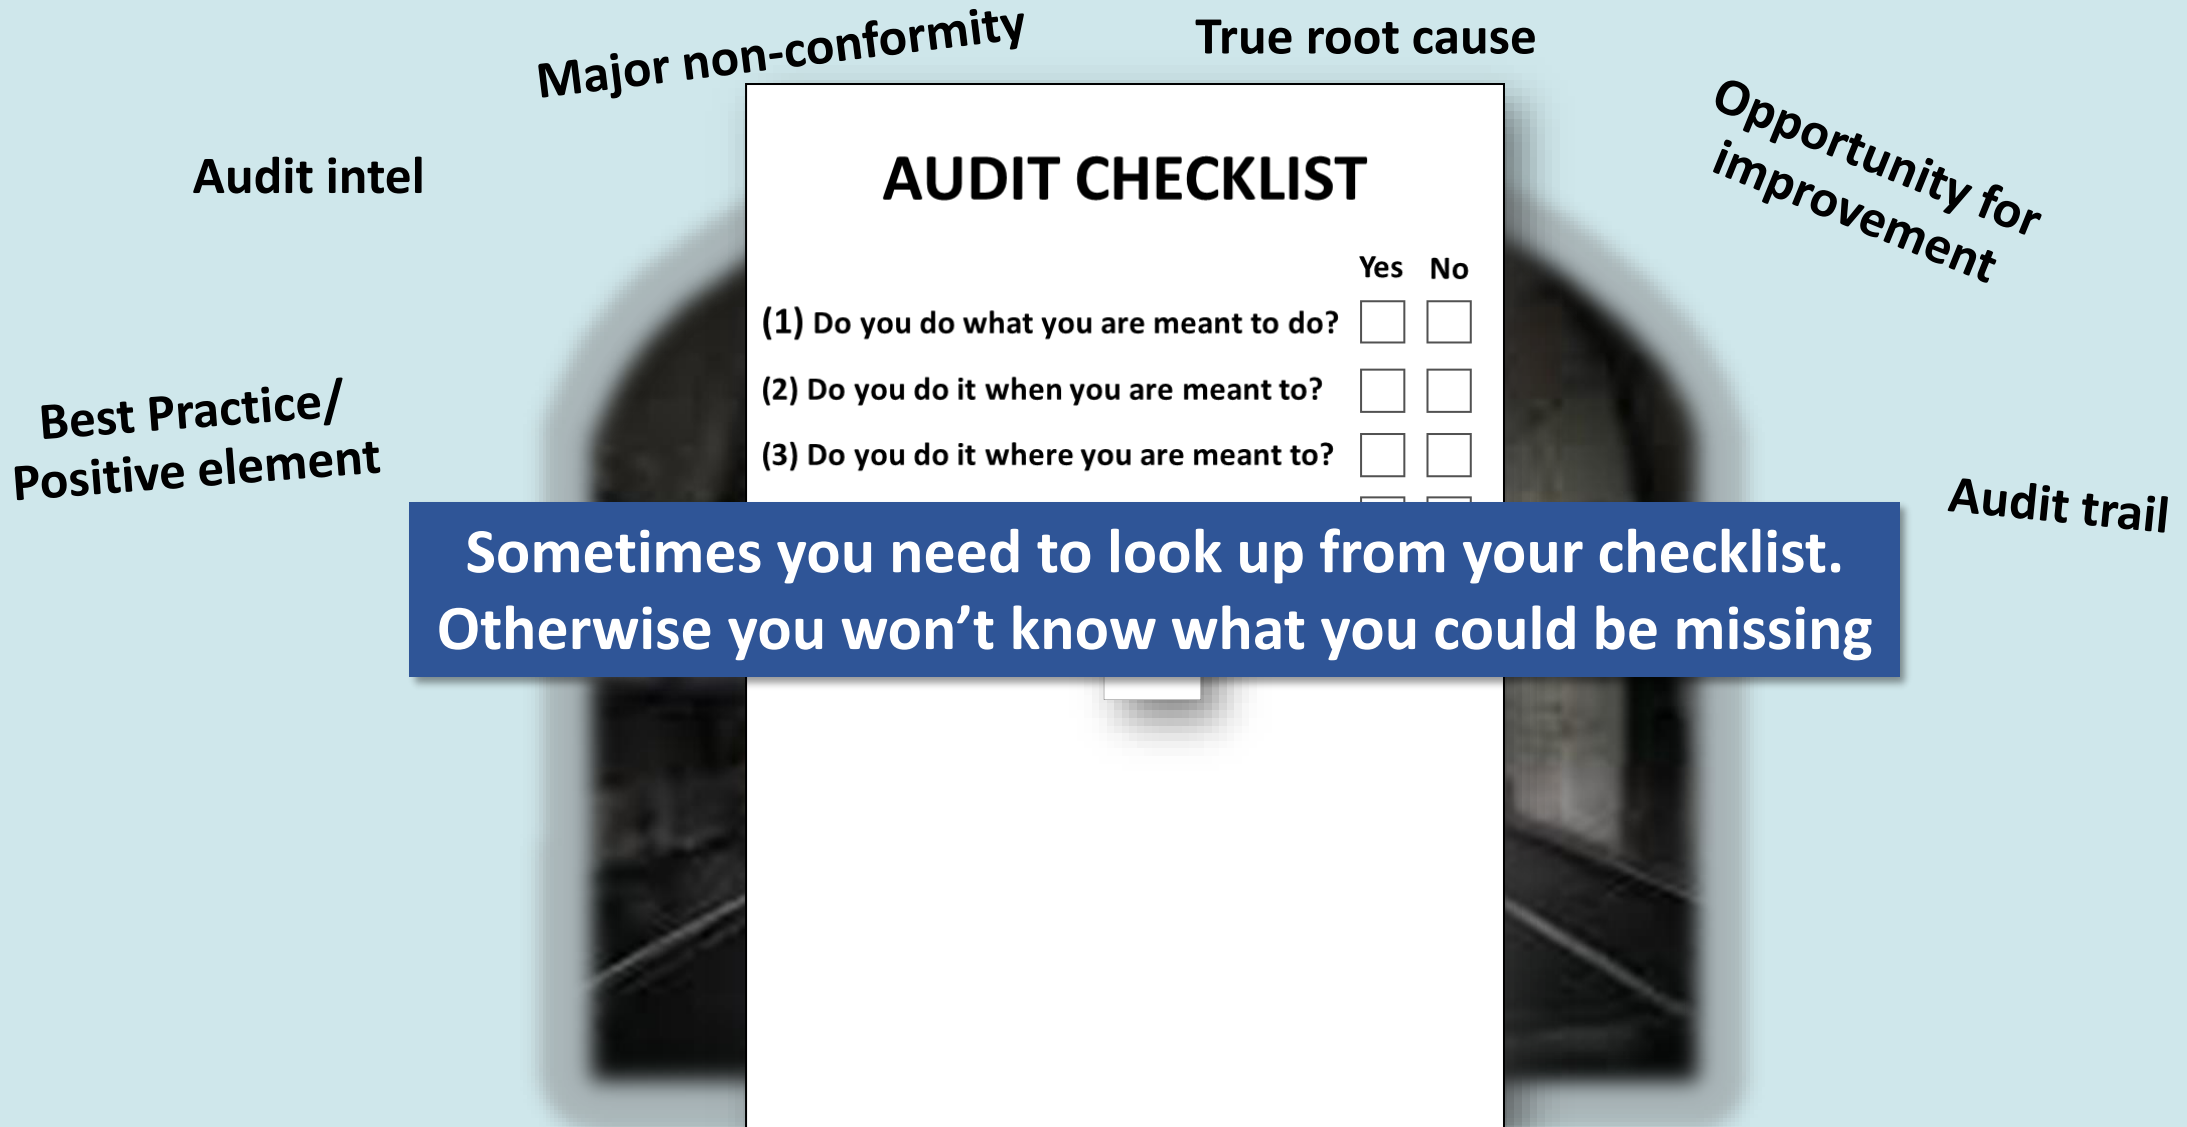 Major non-conformity
True root cause
Audit intel
Opportunity for
improvement
Best Practice/
Positive element
Audit trail
AUDIT CHECKLIST
Yes No
(1) Do you do what you are meant to do?
(2) Do you do it when you are meant to?
(3) Do you do it where you are meant to?
Sometimes you need to look up from your checklist.
Otherwise you won’t know what you could be missing